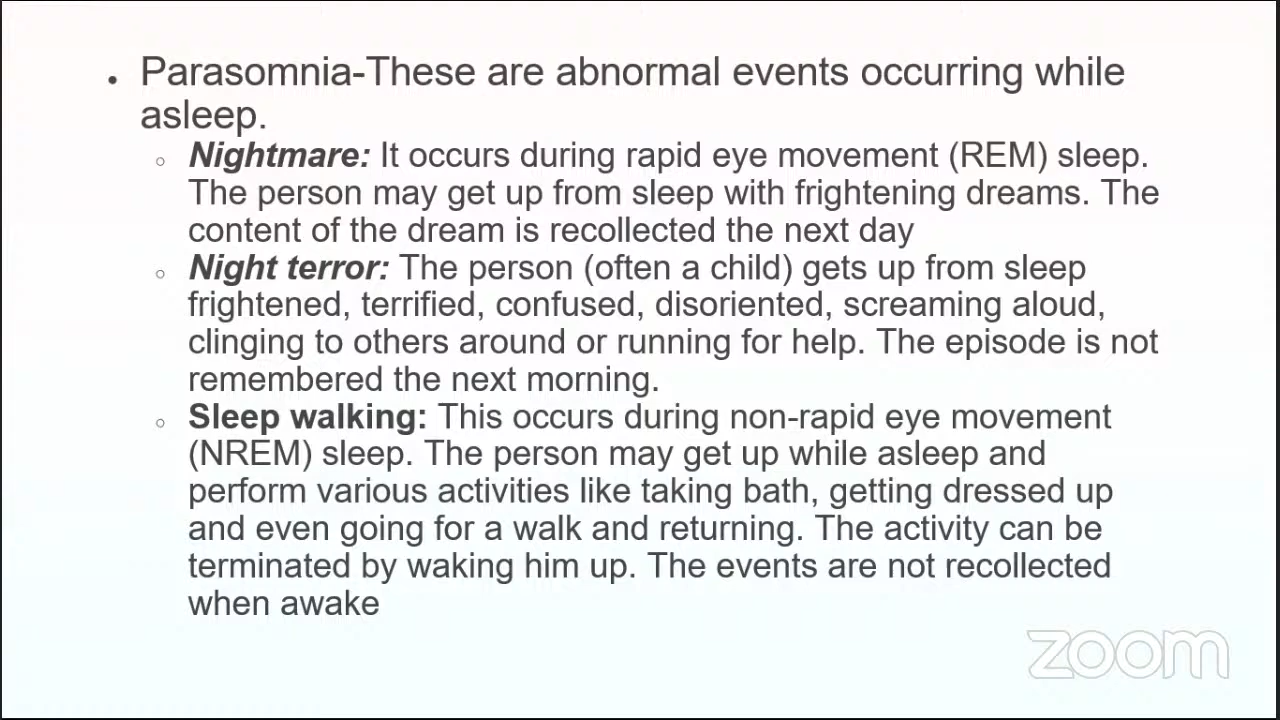 • Parasomnia-These are abnormal events occurring while
asleep.
○ Nightmare: It occurs during rapid eye movement (REM) sleep.
The person may get up from sleep with frightening dreams. The
content of the dream is recollected the next day
○ Night terror: The person (often a child) gets up from sleep
frightened, terrified, confused, disoriented, screaming aloud,
clinging to others around or running for help. The episode is not
remembered the next morning.
○ Sleep walking: This occurs during non-rapid eye movement
(NREM) sleep. The person may get up while asleep and
perform various activities like taking bath, getting dressed up
and even going for a walk and returning. The activity can be
terminated by waking him up. The events are not recollected
when awake
zoom